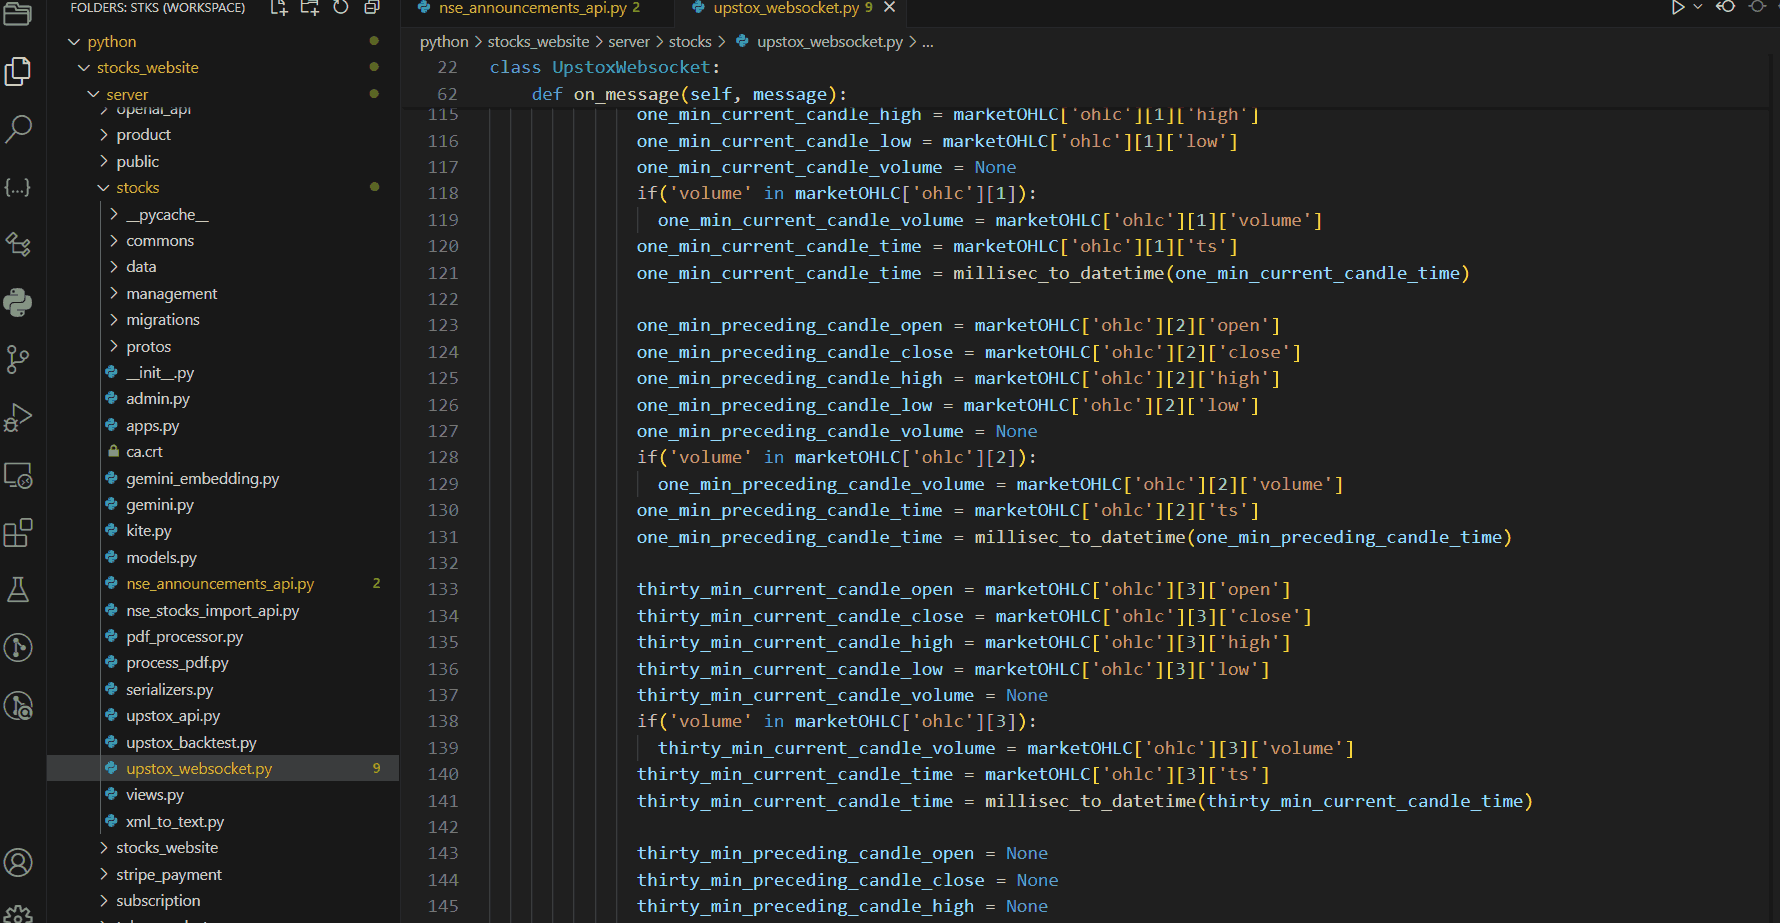 FOLDERS: STKS (WORKSPACE)
python
stocks_website
server
openai_api
product
public
stocks
__pycache__
commons
data
management
migrations
protos
__init__.py
admin.py
apps.py
ca.crt
gemini_embedding.py
gemini.py
kite.py
models.py
nse_announcements_api.py 2
nse_stocks_import_api.py
pdf_processor.py
process_pdf.py
serializers.py
upstox_api.py
upstox_backtest.py
upstox_websocket.py 9
views.py
xml_to_text.py
stocks_website
stripe_payment
subscription
nse_announcements_api.py 2
upstox_websocket.py 9
python > stocks_website > server > stocks > upstox_websocket.py > ...
22 class UpstoxWebsocket:
62 def on_message(self, message):
115 one_min_current_candle_high = marketOHLC['ohlc'][1]['high']
116 one_min_current_candle_low = marketOHLC['ohlc'][1]['low']
117 one_min_current_candle_volume = None
118 if('volume' in marketOHLC['ohlc'][1]):
119 one_min_current_candle_volume = marketOHLC['ohlc'][1]['volume']
120 one_min_current_candle_time = marketOHLC['ohlc'][1]['ts']
121 one_min_current_candle_time = millisec_to_datetime(one_min_current_candle_time)
122
123 one_min_preceding_candle_open = marketOHLC['ohlc'][2]['open']
124 one_min_preceding_candle_close = marketOHLC['ohlc'][2]['close']
125 one_min_preceding_candle_high = marketOHLC['ohlc'][2]['high']
126 one_min_preceding_candle_low = marketOHLC['ohlc'][2]['low']
127 one_min_preceding_candle_volume = None
128 if('volume' in marketOHLC['ohlc'][2]):
129 one_min_preceding_candle_volume = marketOHLC['ohlc'][2]['volume']
130 one_min_preceding_candle_time = marketOHLC['ohlc'][2]['ts']
131 one_min_preceding_candle_time = millisec_to_datetime(one_min_preceding_candle_time)
132
133 thirty_min_current_candle_open = marketOHLC['ohlc'][3]['open']
134 thirty_min_current_candle_close = marketOHLC['ohlc'][3]['close']
135 thirty_min_current_candle_high = marketOHLC['ohlc'][3]['high']
136 thirty_min_current_candle_low = marketOHLC['ohlc'][3]['low']
137 thirty_min_current_candle_volume = None
138 if('volume' in marketOHLC['ohlc'][3]):
139 thirty_min_current_candle_volume = marketOHLC['ohlc'][3]['volume']
140 thirty_min_current_candle_time = marketOHLC['ohlc'][3]['ts']
141 thirty_min_current_candle_time = millisec_to_datetime(thirty_min_current_candle_time)
142
143 thirty_min_preceding_candle_open = None
144 thirty_min_preceding_candle_close = None
145 thirty_min_preceding_candle_high = None